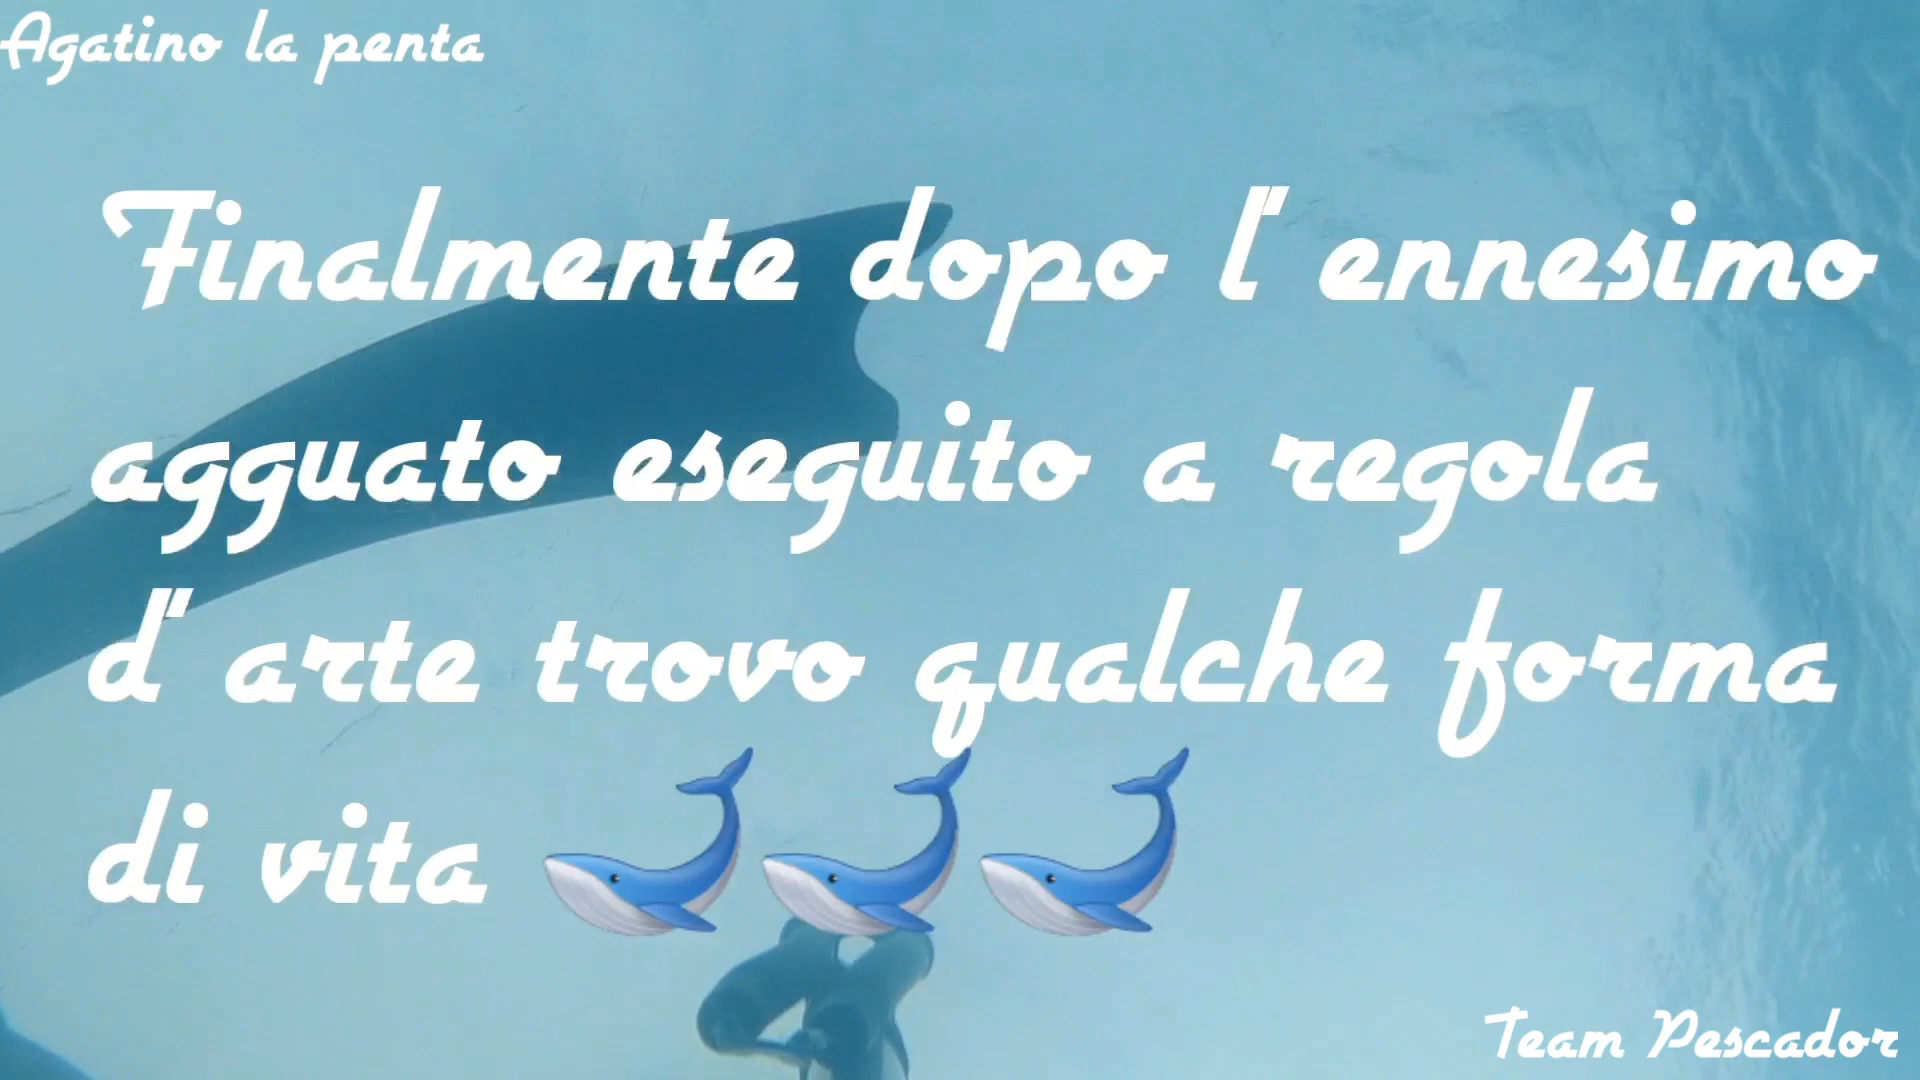 Agatino la penta
Finalmente dopo l'ennesimo
agguato eseguito a regola
d'arte trovo qualche forma
di vita 🐋🐋🐋
Team Pescador